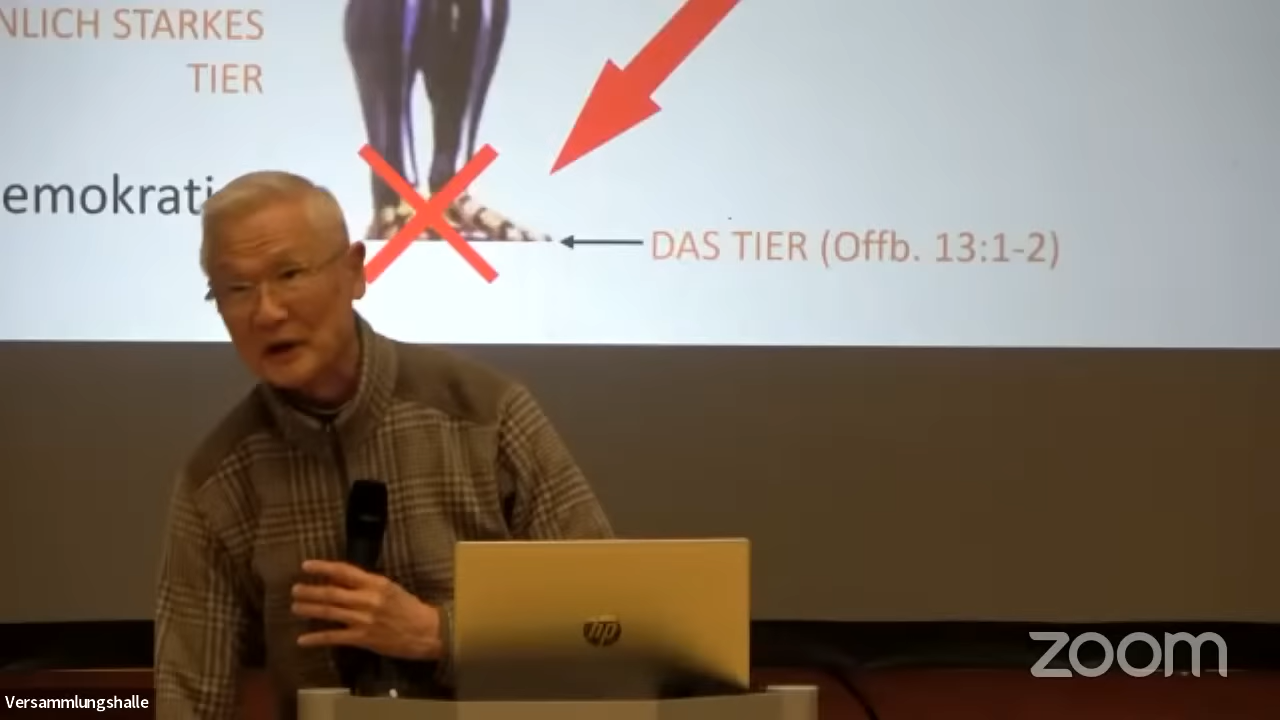 NLICH STARKES
TIER
emokrati
DAS TIER (Offb. 13:1-2)
hp
zoom
Versammlungshalle